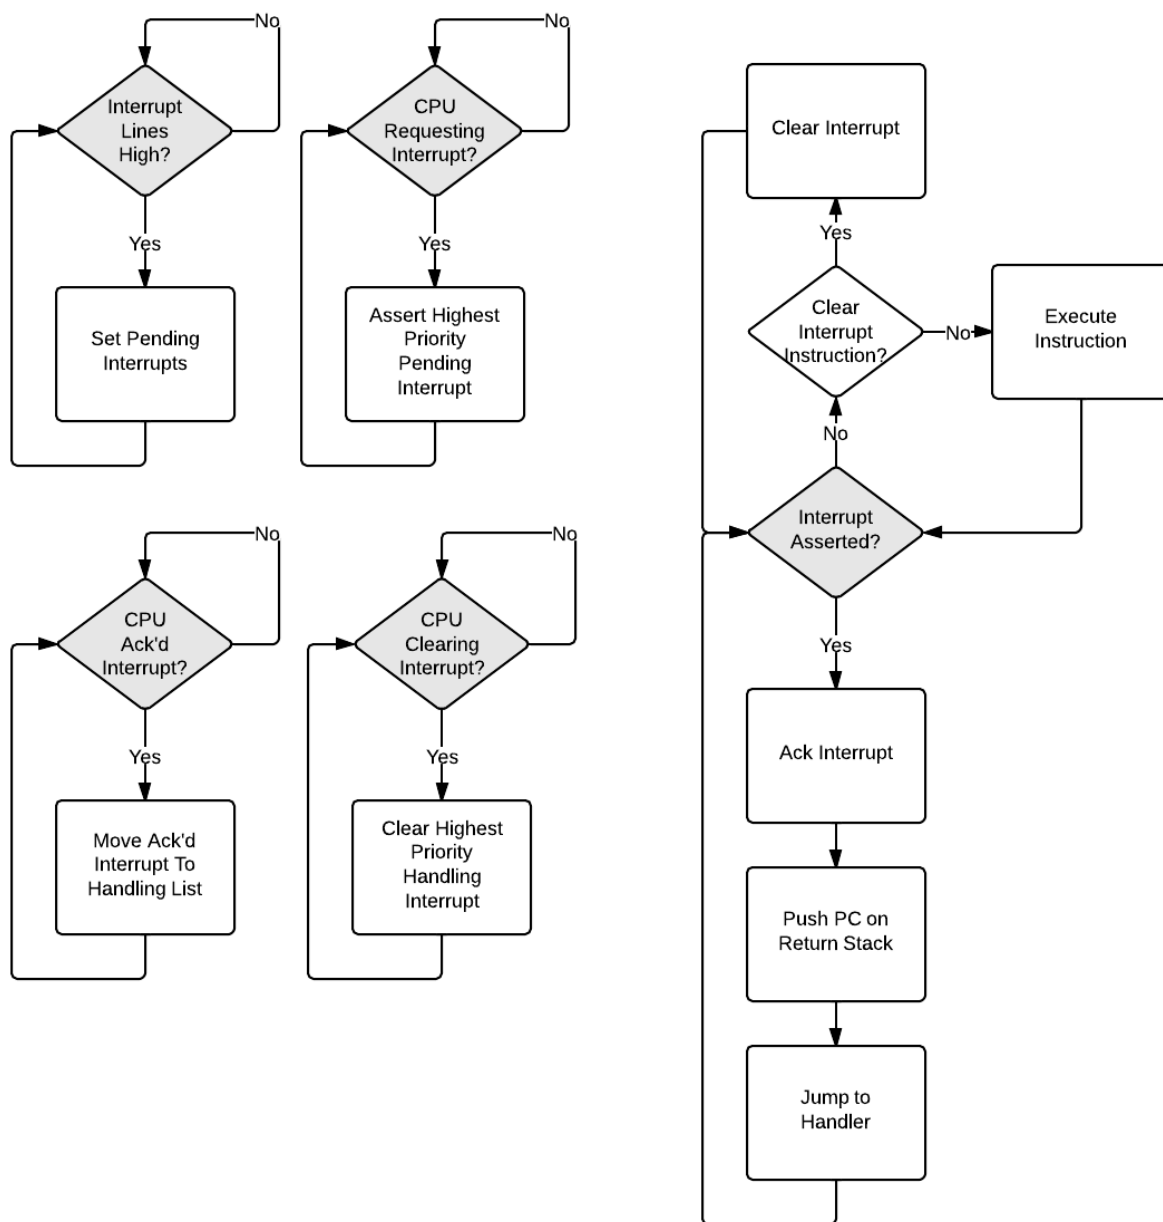 No
Interrupt
Lines
High?
Yes
Set Pending
Interrupts
No
CPU
Requesting
Interrupt?
Yes
Assert Highest
Priority
Pending
Interrupt
No
CPU
Ack'd
Interrupt?
Yes
Move Ack'd
Interrupt To
Handling List
No
CPU
Clearing
Interrupt?
Yes
Clear Highest
Priority
Handling
Interrupt
Clear Interrupt
Yes
Clear
Interrupt
Instruction?
No
Execute
Instruction
No
Interrupt
Asserted?
Yes
Ack Interrupt
Push PC on
Return Stack
Jump to
Handler